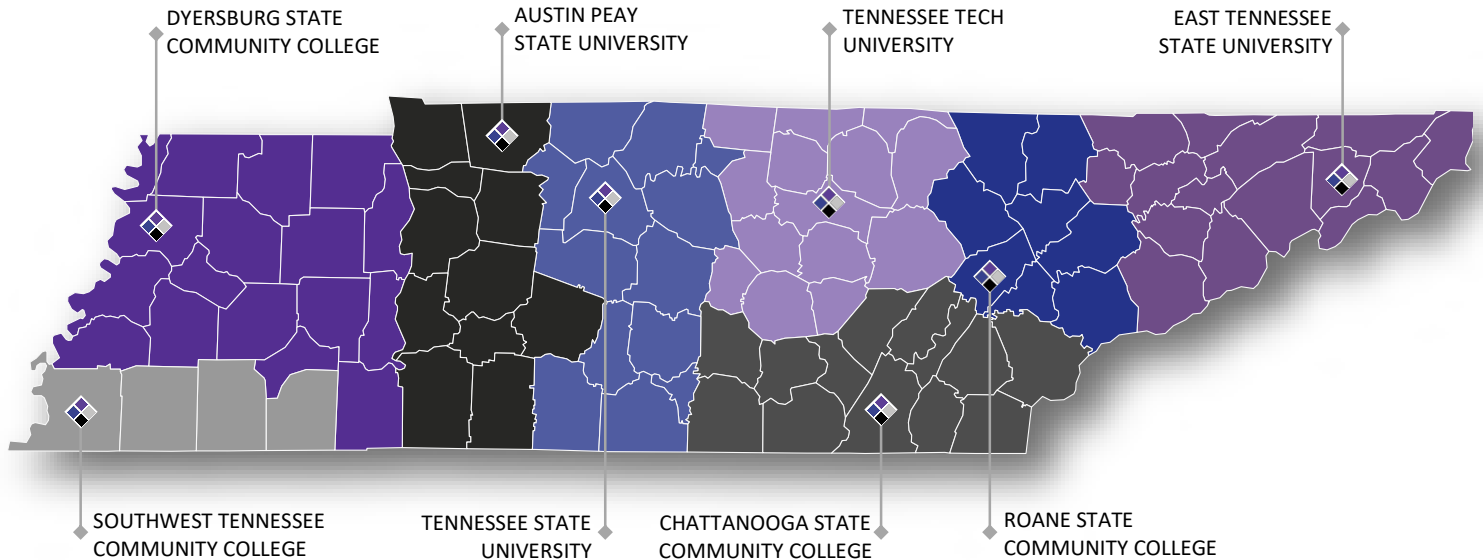 DYERSBURG STATE
COMMUNITY COLLEGE
AUSTIN PEAY
STATE UNIVERSITY
TENNESSEE TECH
UNIVERSITY
EAST TENNESSEE
STATE UNIVERSITY
SOUTHWEST TENNESSEE
COMMUNITY COLLEGE
TENNESSEE STATE
UNIVERSITY
CHATTANOOGA STATE
COMMUNITY COLLEGE
ROANE STATE
COMMUNITY COLLEGE